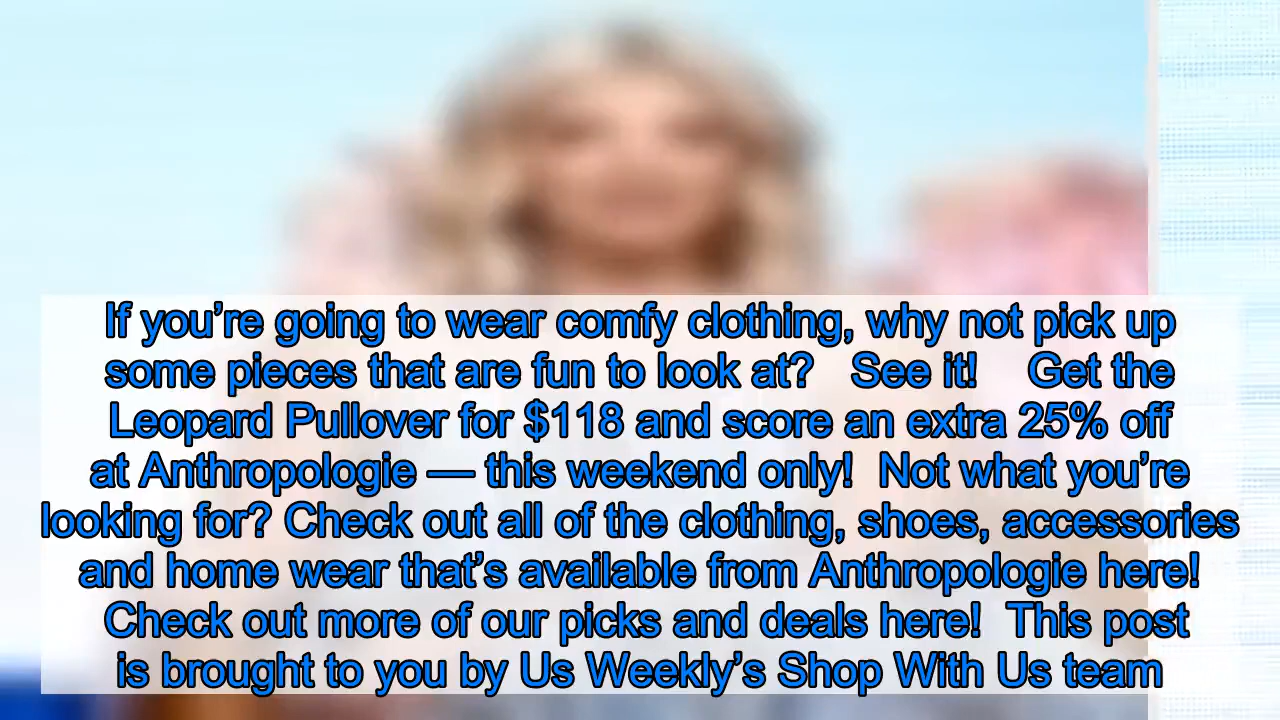 If you’re going to wear comfy clothing, why not pick up
some pieces that are fun to look at?   See it!     Get the
Leopard Pullover for $118 and score an extra 25% off
at Anthropologie — this weekend only!  Not what you’re
looking for? Check out all of the clothing, shoes, accessories
and home wear that’s available from Anthropologie here!
Check out more of our picks and deals here!  This post
is brought to you by Us Weekly’s Shop With Us team